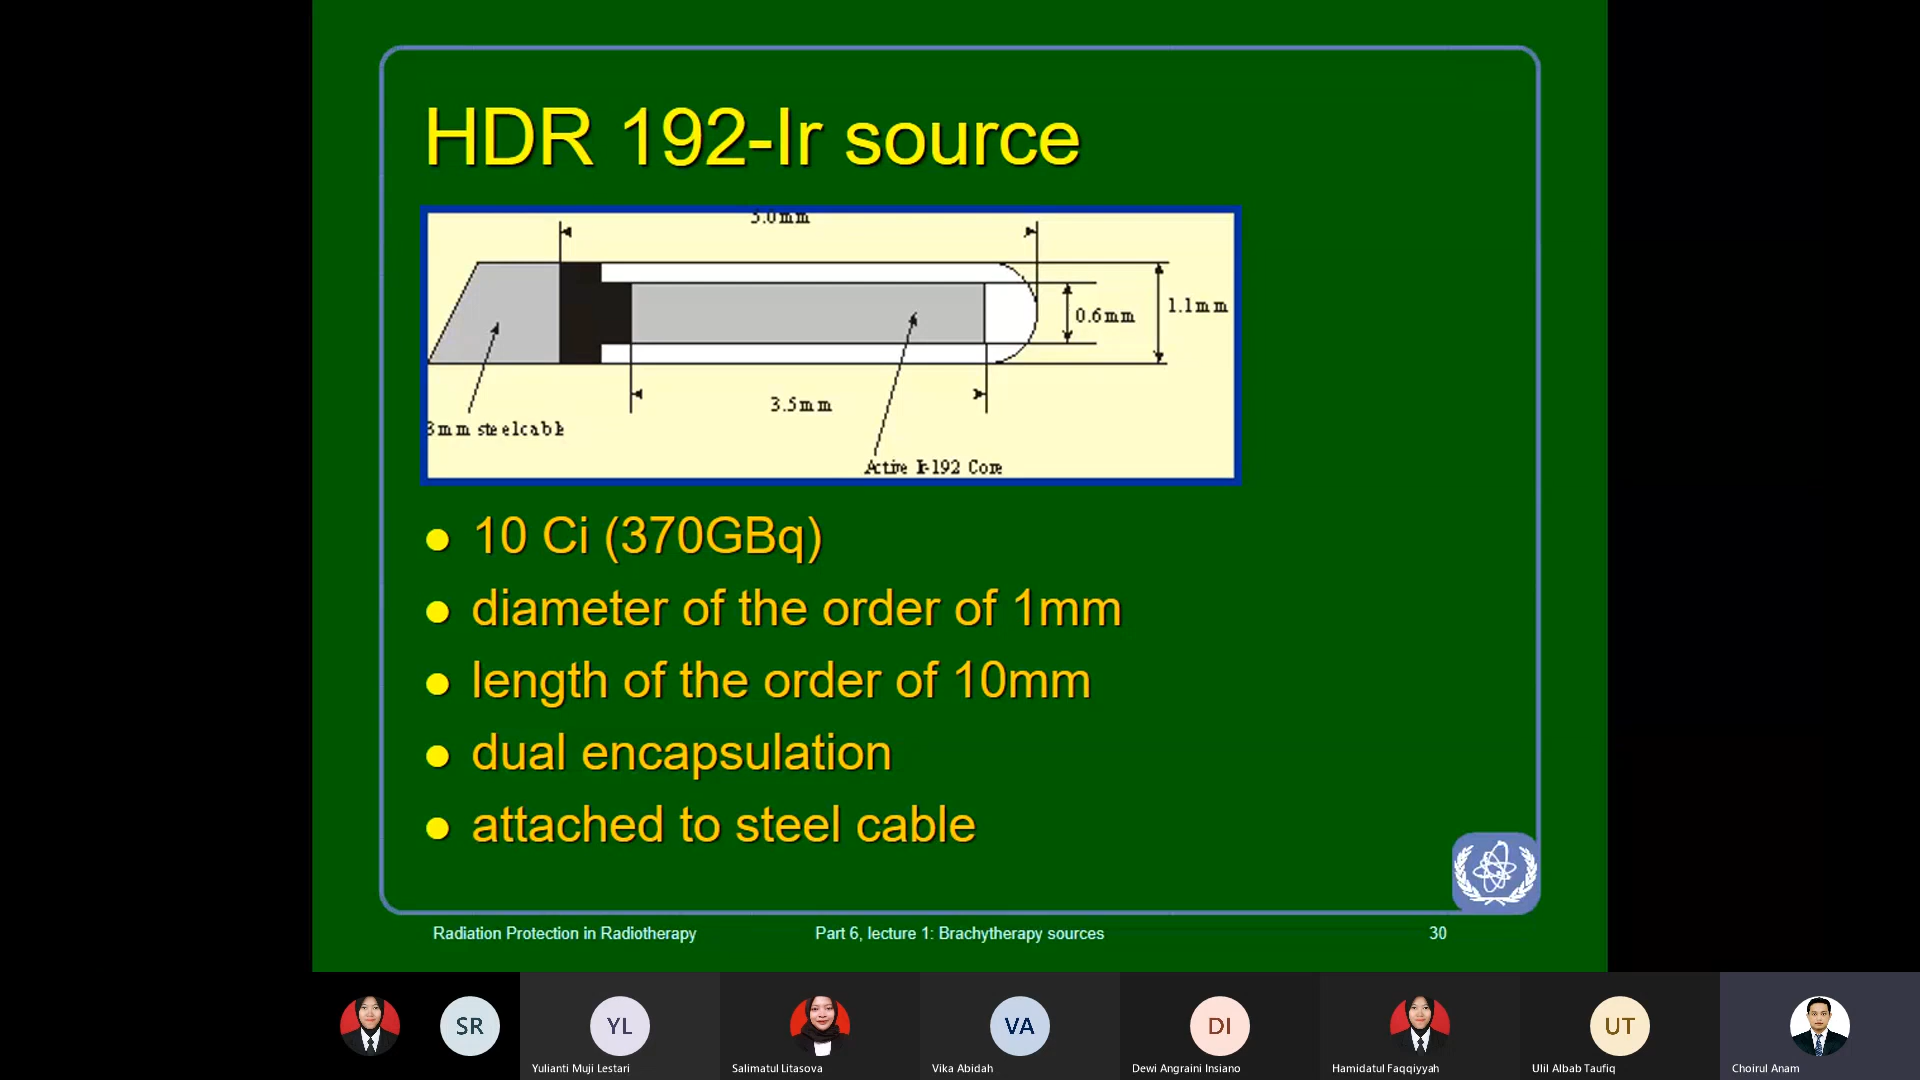 HDR 192-Ir source
5.0mm
0.6mm
1.1mm
3.5mm
3mm steel cable
Active Ir-192 Core
10 Ci (370GBq)
diameter of the order of 1mm
length of the order of 10mm
dual encapsulation
attached to steel cable
Radiation Protection in Radiotherapy
Part 6, lecture 1: Brachytherapy sources
30
SR
YL
VA
DI
UT
Yulianti Muji Lestari
Salimatul Litasova
Vika Abidah
Dewi Angraini Insiano
Hamidatul Faqqiyyah
Ulil Albab Taufiq
Choirul Anam